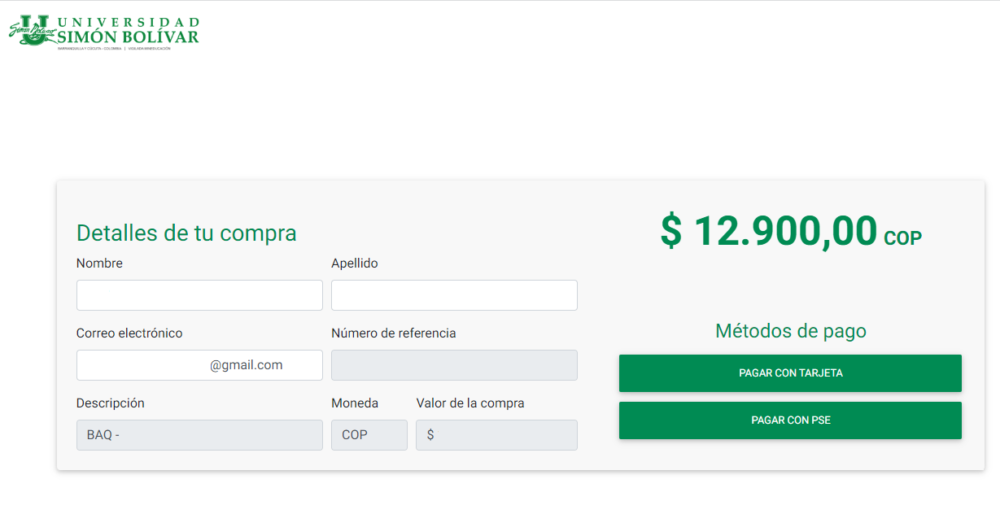 UNIVERSIDAD
SIMÓN BOLÍVAR
BARRANQUILLA Y CÚCUTA - COLOMBIA | VIGILADA MINEDUCACIÓN
Detalles de tu compra
Nombre Apellido
Correo electrónico Número de referencia
@gmail.com
Descripción Moneda Valor de la compra
BAQ - COP $
$ 12.900,00 COP
Métodos de pago
PAGAR CON TARJETA
PAGAR CON PSE